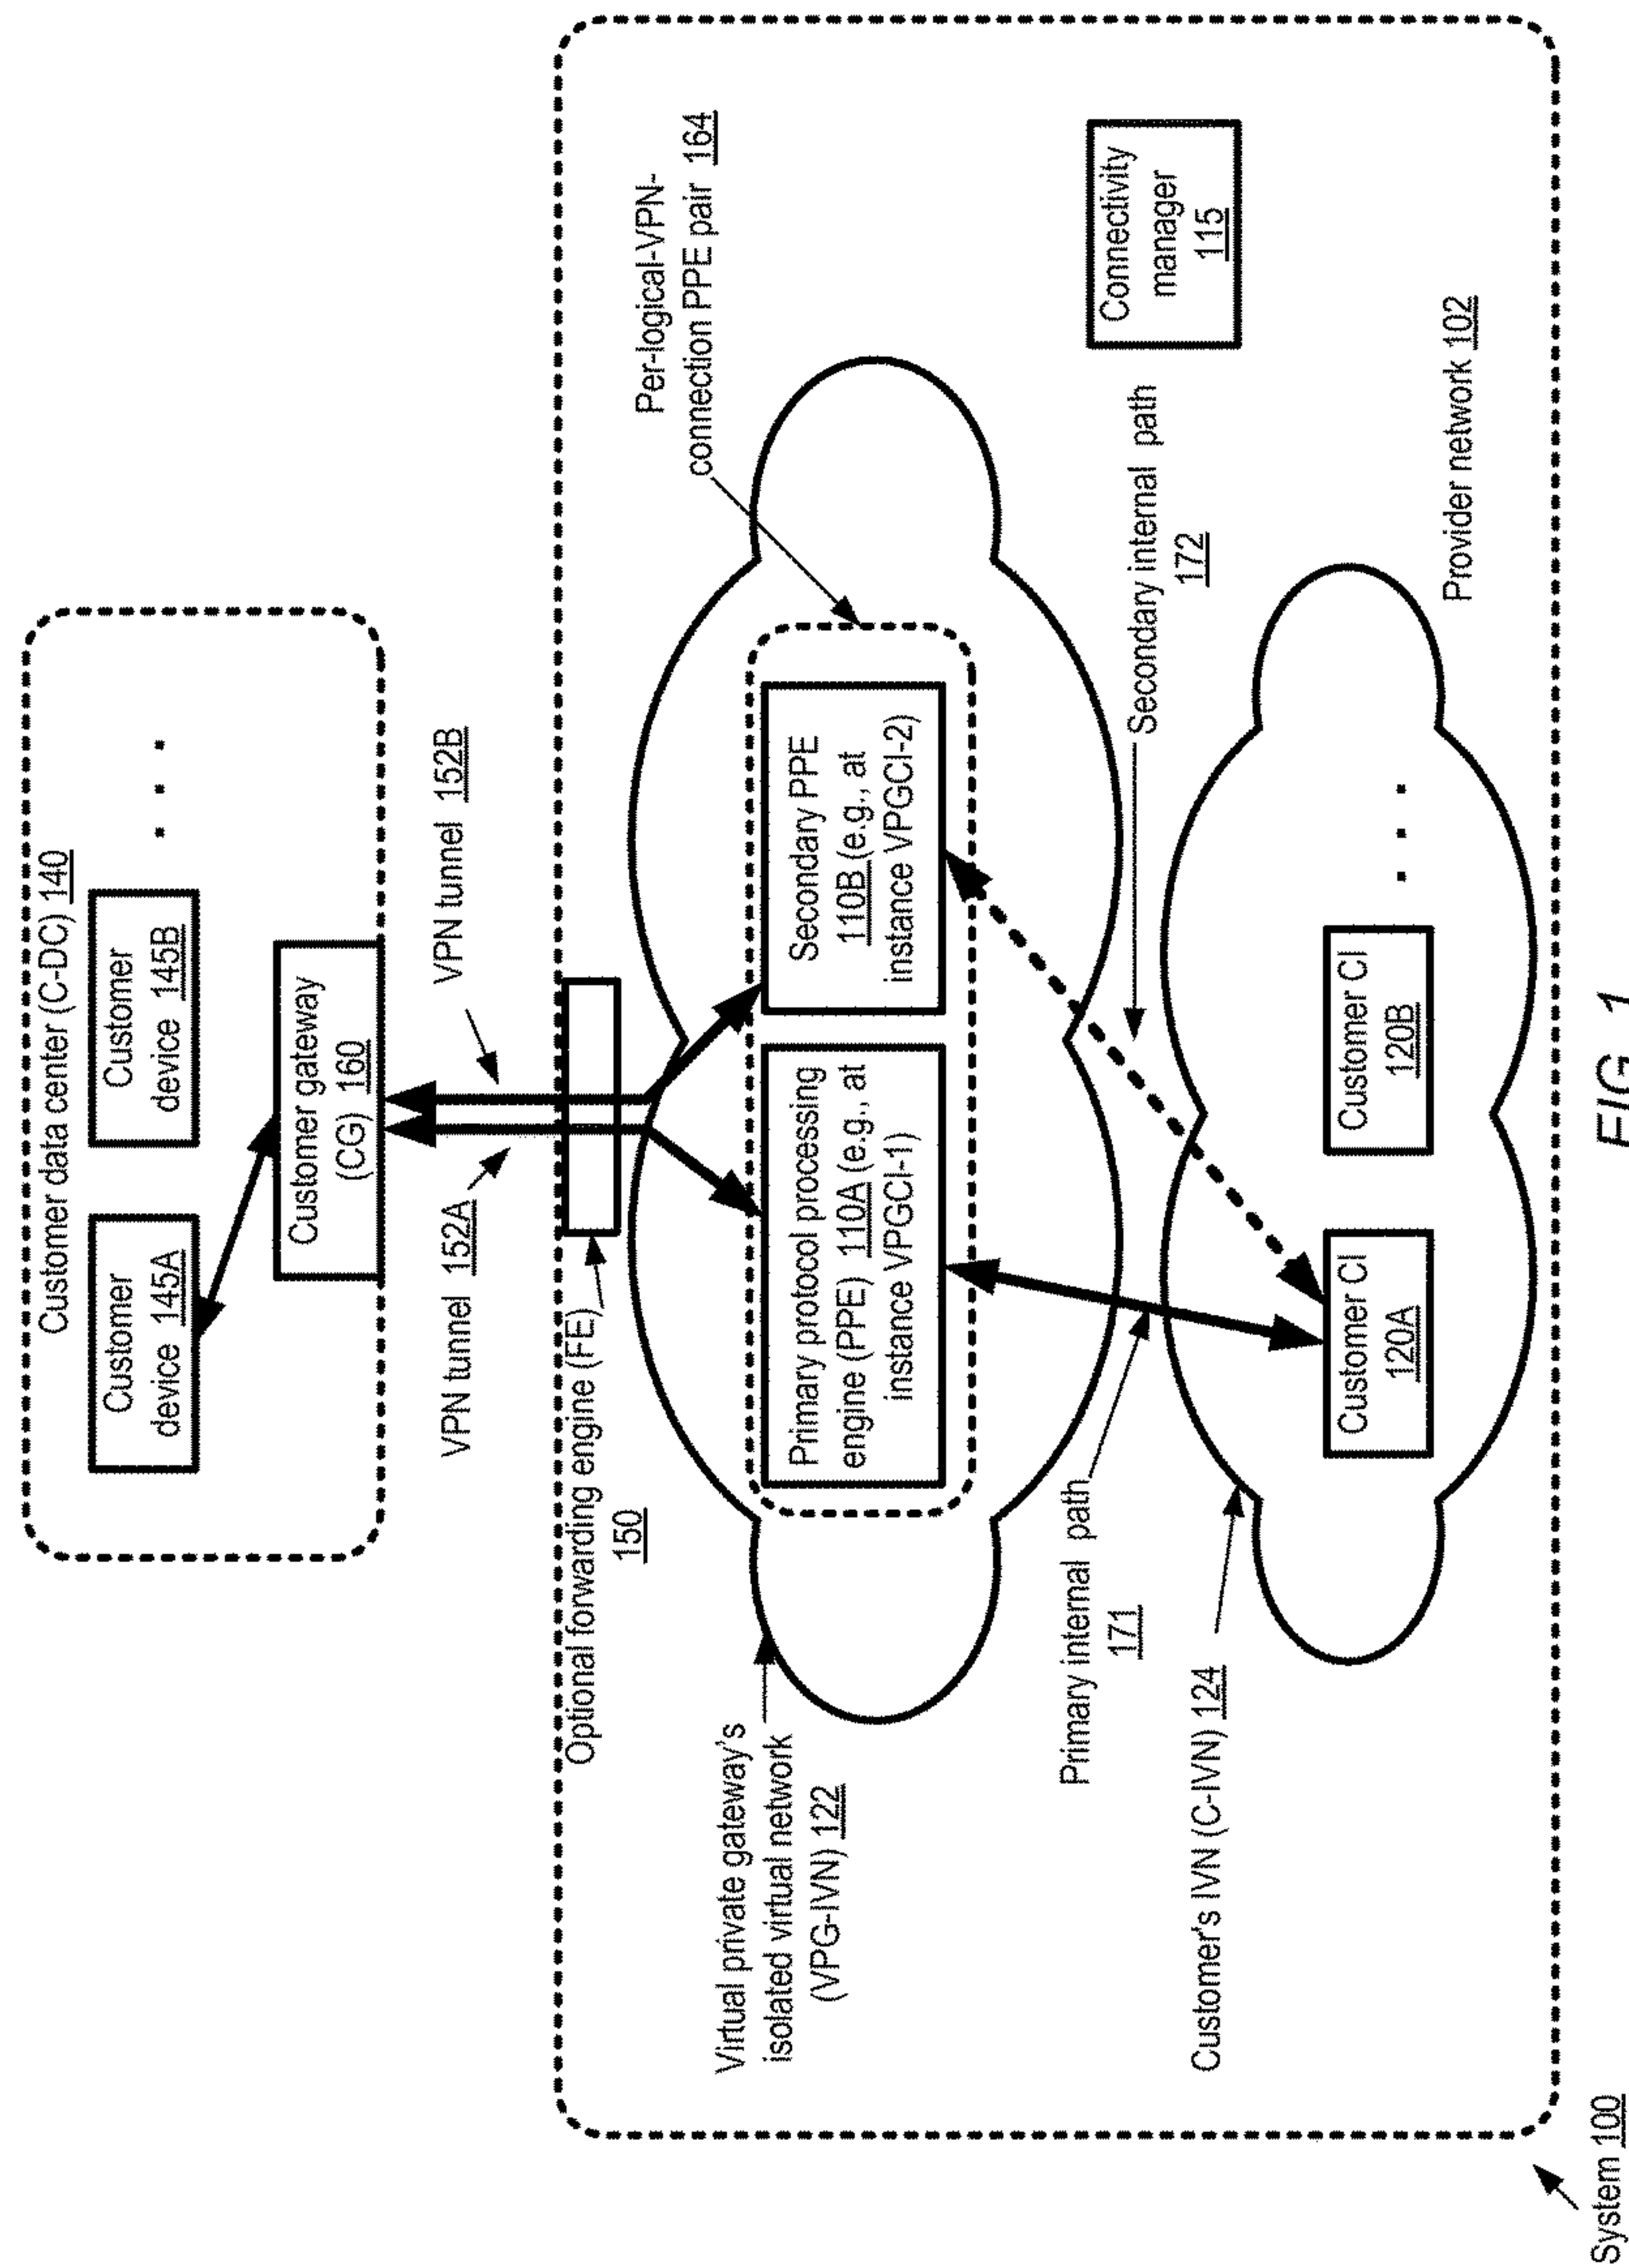 Customer data center (C-DC) 140
Customer
device 145A
Customer
device 145B
. . .
Customer gateway
(CG) 160
VPN tunnel 152A
VPN tunnel 152B
Optional forwarding engine (FE)
150
Per-logical-VPN-
connection PPE pair 164
Virtual private gateway's
isolated virtual network
(VPG-IVN) 122
Primary protocol processing
engine (PPE) 110A (e.g., at
instance VPGCI-1)
Secondary PPE
110B (e.g., at
instance VPGCI-2)
Connectivity
manager
115
Primary internal path
171
Secondary internal path
172
Customer's IVN (C-IVN) 124
Customer CI
120A
Customer CI
120B
. . .
Provider network 102
System 100
FIG. 1